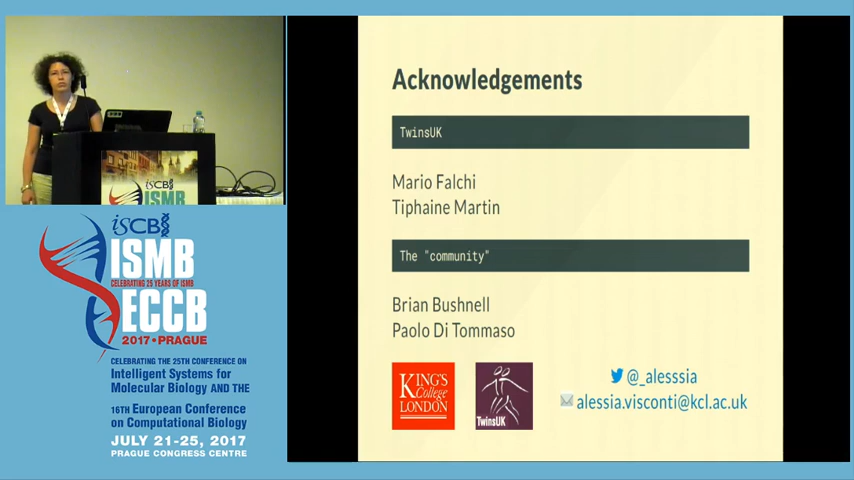 iSCB
ISMB
iSCB
ISMB
CELEBRATING 25 YEARS OF ISMB
ECCB
2017 • PRAGUE
CELEBRATING THE 25TH CONFERENCE ON
Intelligent Systems for
Molecular Biology AND THE
16TH European Conference
on Computational Biology
JULY 21-25, 2017
PRAGUE CONGRESS CENTRE
Acknowledgements
TwinsUK
Mario Falchi
Tiphaine Martin
The "community"
Brian Bushnell
Paolo Di Tommaso
KING'S
College
LONDON
TwinsUK
@_alesssia
alessia.visconti@kcl.ac.uk